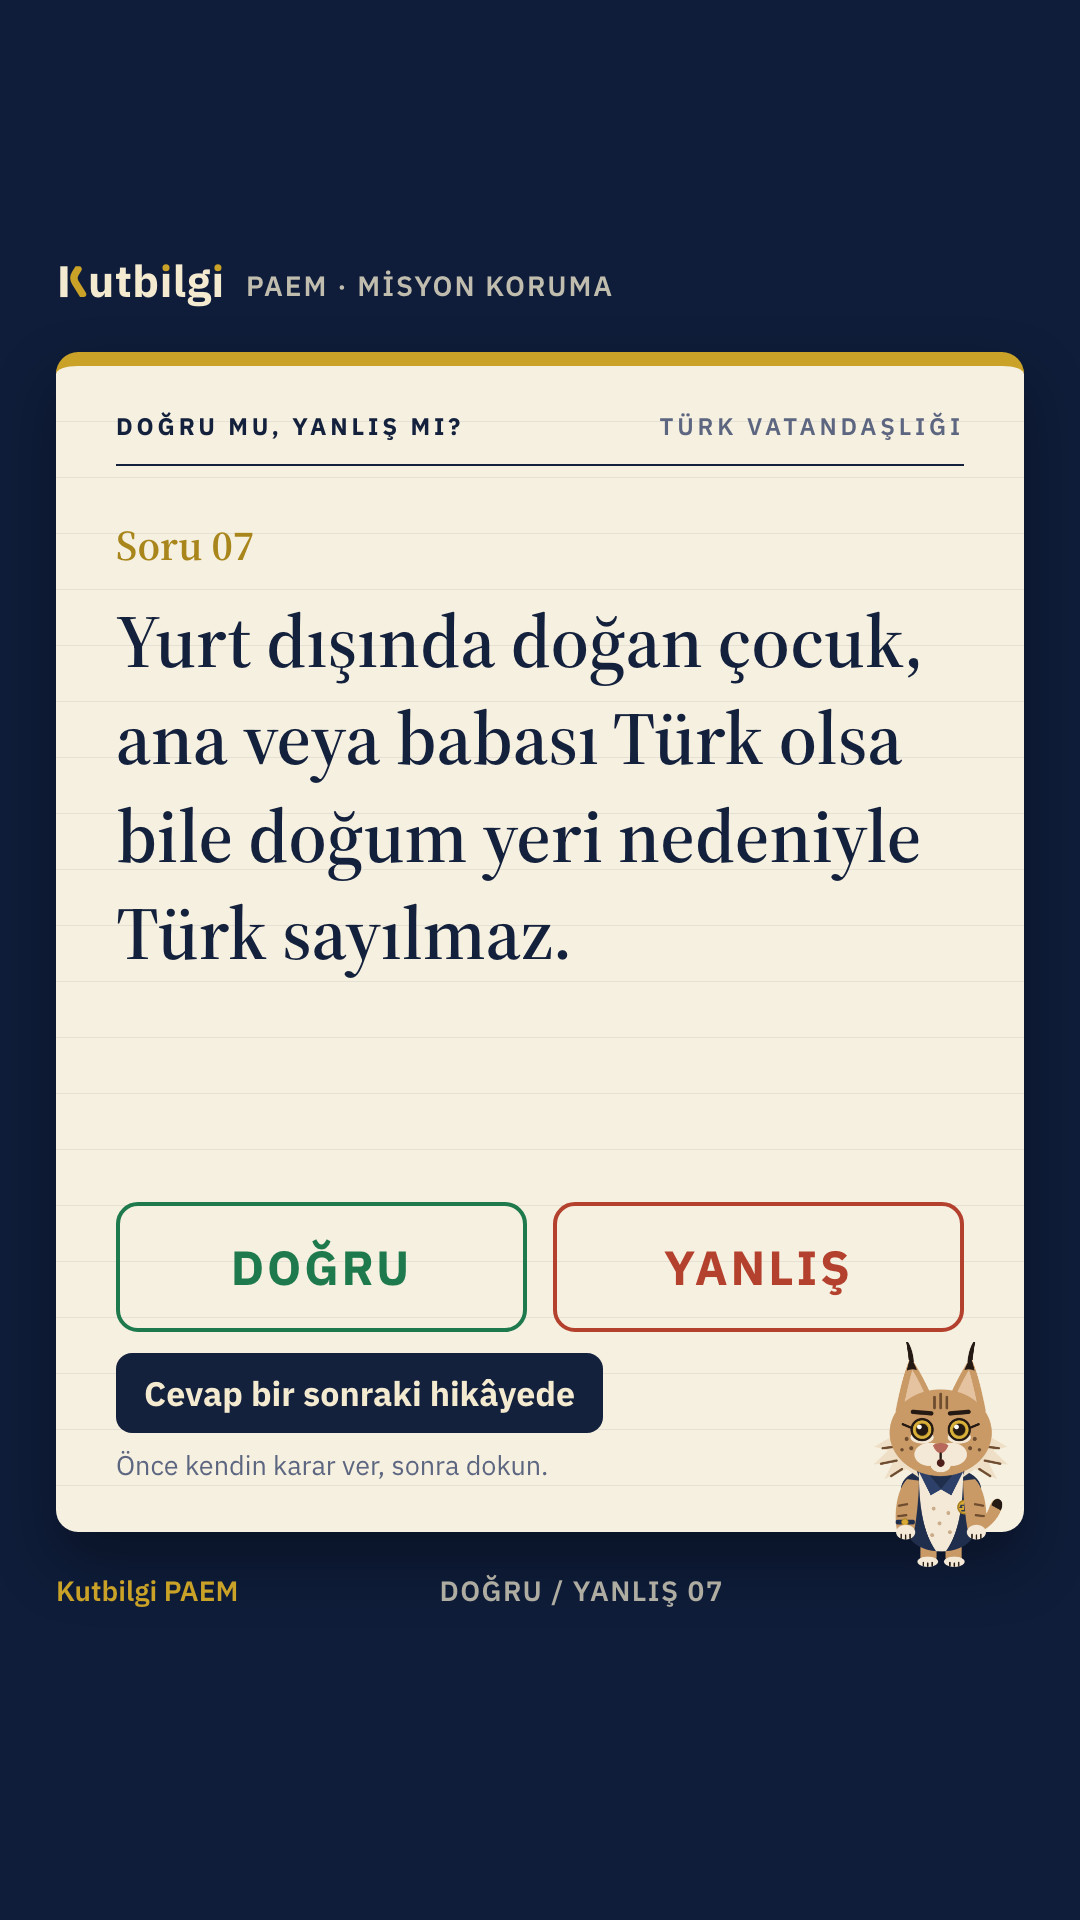 Kutbilgi PAEM · MİSYON KORUMA
DOĞRU MU, YANLIŞ MI? TÜRK VATANDAŞLIĞI
Soru 07
Yurt dışında doğan çocuk,
ana veya babası Türk olsa
bile doğum yeri nedeniyle
Türk sayılmaz.
DOĞRU YANLIŞ
Cevap bir sonraki hikâyede
Önce kendin karar ver, sonra dokun.
Kutbilgi PAEM DOĞRU / YANLIŞ 07